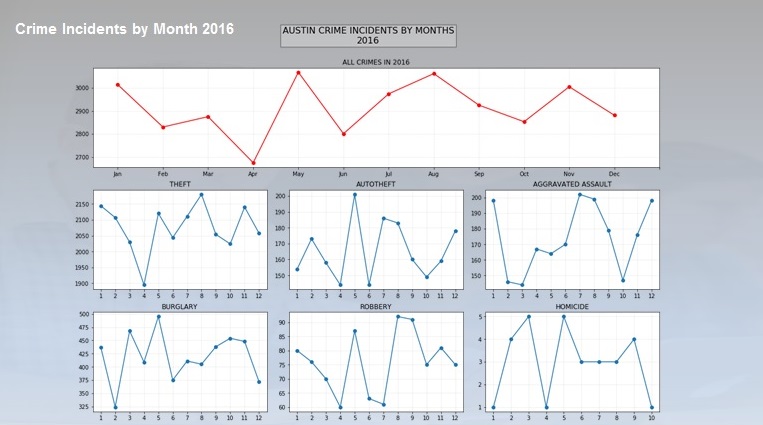 Crime Incidents by Month 2016
AUSTIN CRIME INCIDENTS BY MONTHS
2016
ALL CRIMES IN 2016
3000
2900
2800
2700
Jan Feb Mar Apr May Jun Jul Aug Sep Oct Nov Dec
THEFT AUTOTHEFT AGGRAVATED ASSAULT
2150 200 200
2100 190 190
2050 180 180
2000 170 170
1950 160 160
1900 150 150
1 2 3 4 5 6 7 8 9 10 11 12 1 2 3 4 5 6 7 8 9 10 11 12 1 2 3 4 5 6 7 8 9 10 11 12
BURGLARY ROBBERY HOMICIDE
500 90 5
475 85 4
450 80 3
425 75 2
400 70 1
375 65
350 60
325
1 2 3 4 5 6 7 8 9 10 11 12 1 2 3 4 5 6 7 8 9 10 11 12 1 2 3 4 5 6 7 8 9 10